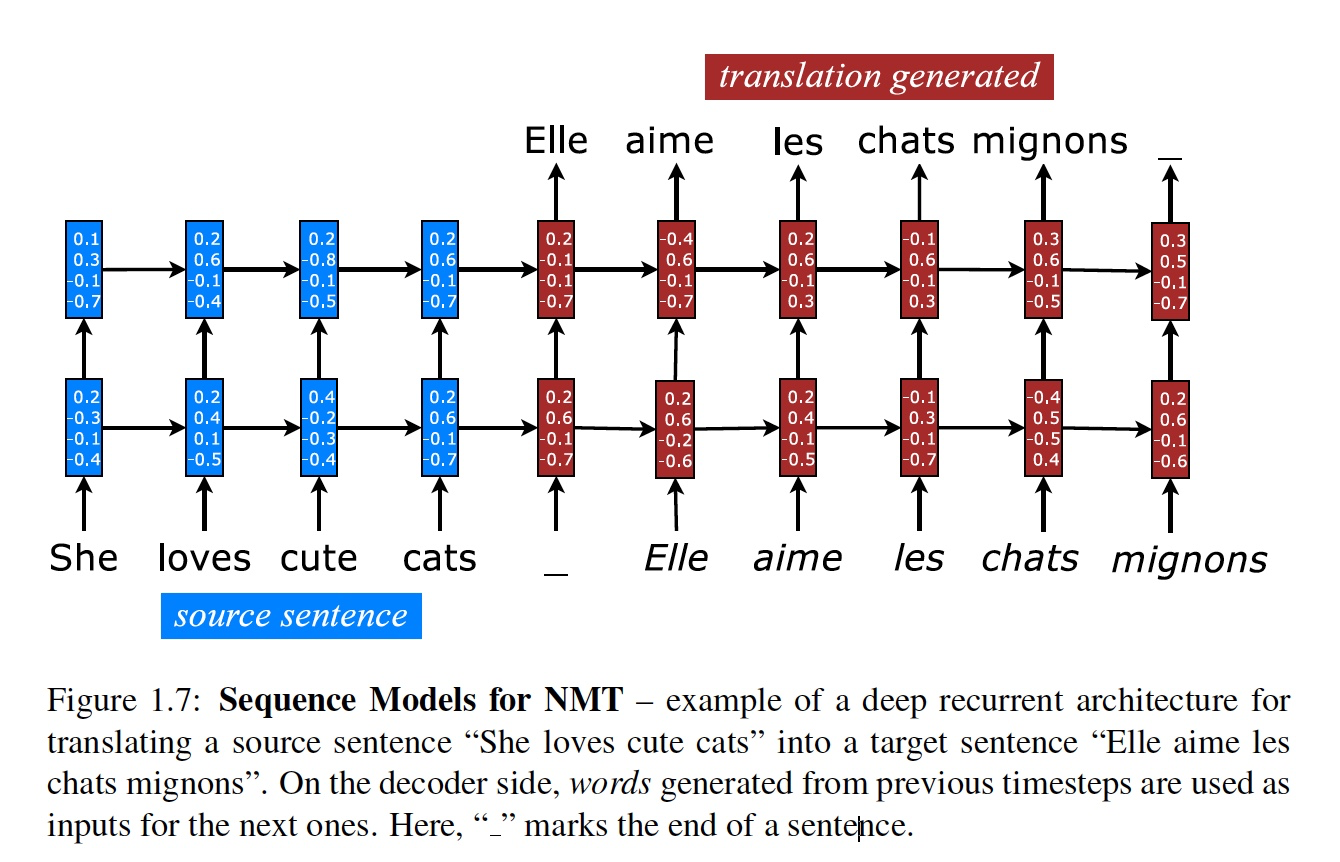 translation generated
Elle aime les chats mignons _
0.1 0.2 0.2 0.2 0.2 -0.4 0.2 -0.1 0.3 0.3
0.3 0.6 -0.8 0.6 -0.1 0.6 0.6 0.6 0.6 0.5
-0.1 -0.1 -0.1 -0.1 -0.1 -0.1 -0.1 -0.1 -0.1 -0.1
-0.7 -0.4 -0.5 -0.7 -0.7 -0.7 0.3 0.3 -0.5 -0.7
0.2 0.2 0.4 0.2 0.2 0.2 0.2 -0.1 -0.4 0.2
-0.3 0.4 -0.2 0.6 0.6 0.6 0.4 0.3 0.5 0.6
-0.1 0.1 -0.3 -0.1 -0.1 -0.2 -0.1 -0.1 -0.5 -0.1
-0.4 -0.5 -0.4 -0.7 -0.7 -0.6 -0.5 -0.7 0.4 -0.6
She loves cute cats _ Elle aime les chats mignons
source sentence
Figure 1.7: Sequence Models for NMT – example of a deep recurrent architecture for
translating a source sentence “She loves cute cats” into a target sentence “Elle aime les
chats mignons”. On the decoder side, words generated from previous timesteps are used as
inputs for the next ones. Here, “_” marks the end of a sentence.